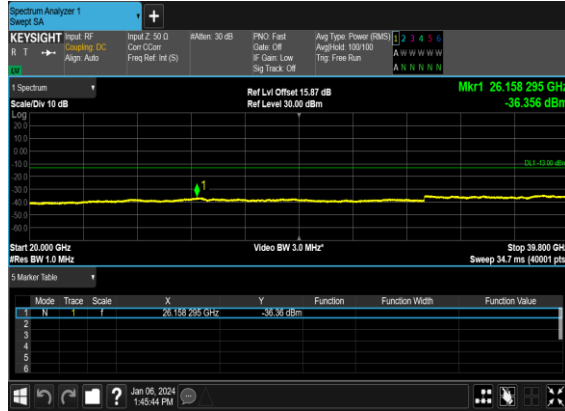 Spectrum Analyzer 1
Swept SA
+
KEYSIGHT Input: RF Input Z: 50 Ω #Atten: 30 dB PNO: Fast Avg Type: Power (RMS) 1 2 3 4 5 6
R T Coupling: DC Corr CCorr Gate: Off Avg|Hold: 100/100 A W W W W W
Align: Auto Freq Ref: Int (S) IF Gain: Low Trig: Free Run
LW Sig Track: Off A N N N N N
1 Spectrum Ref Lvl Offset 15.87 dB Mkr1 26.158 295 GHz
Scale/Div 10 dB Ref Level 30.00 dBm -36.356 dBm
Log
20.0
10.0
0.00
-10.0 DL1 -13.00 dBm
-20.0
-30.0 1
-40.0
-50.0
-60.0
Start 20.000 GHz Video BW 3.0 MHz* Stop 39.800 GHz
#Res BW 1.0 MHz Sweep 34.7 ms (40001 pts)
5 Marker Table
Mode Trace Scale X Y Function Function Width Function Value
1 N 1 f 26.158 295 GHz -36.36 dBm
2
3
4
5
6
? Jan 06, 2024
1:45:44 PM